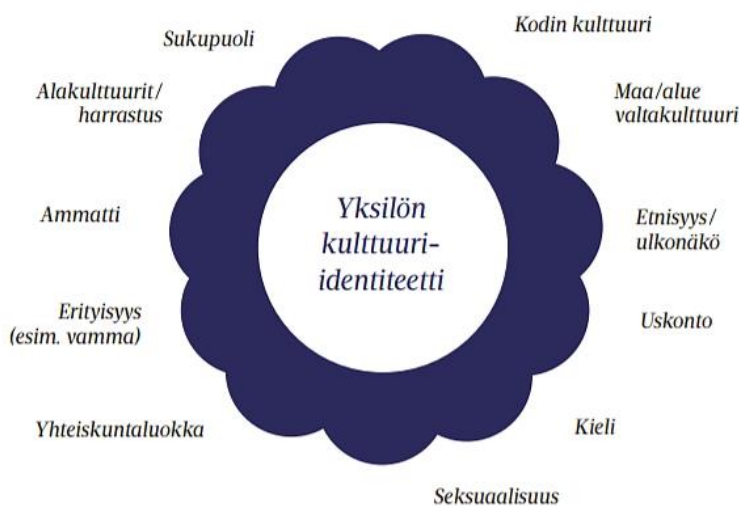 Sukupuoli
Kodin kulttuuri
Alakulttuurit/
harrastus
Maa/alue
valtakulttuuri
Ammatti
Yksilön
kulttuuri-
identiteetti
Etnisyys/
ulkonäkö
Erityisyys
(esim. vamma)
Uskonto
Yhteiskuntaluokka
Kieli
Seksuaalisuus